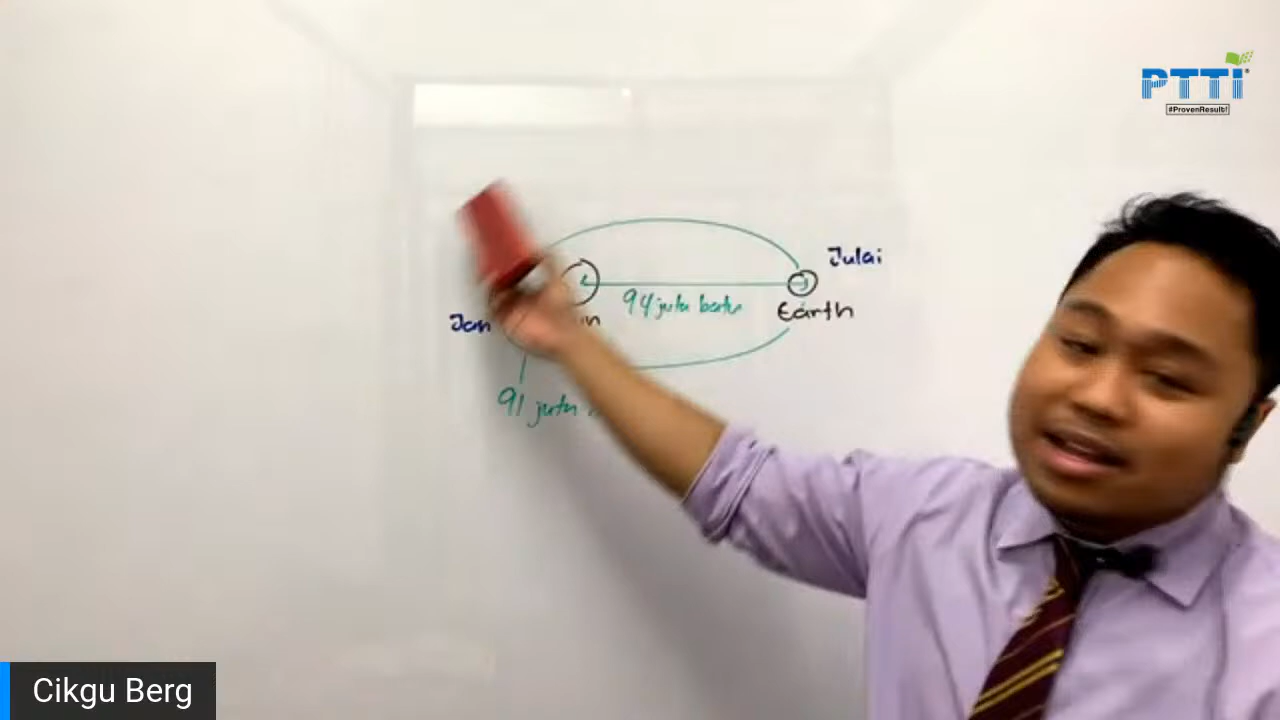 PTTI
#ProvenResult!
Julai
94 juta batu
Earth
Jan
91 juta
Cikgu Berg